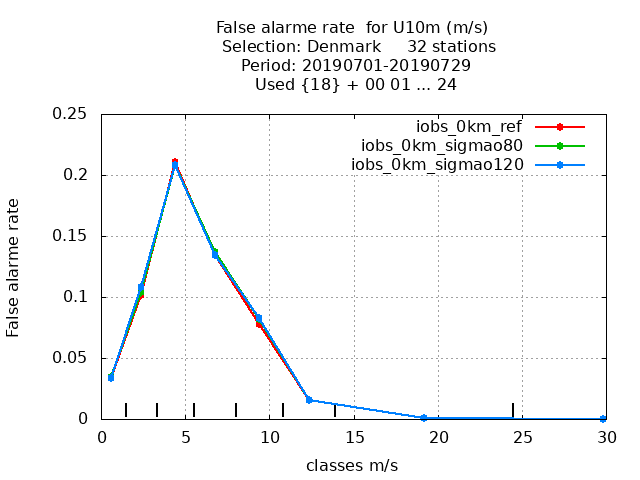 False alarme rate  for U10m (m/s)
Selection: Denmark     32 stations
Period: 20190701-20190729
Used {18} + 00 01 ... 24
0.25
0.2
0.15
0.1
0.05
0
False alarme rate
iobs_0km_ref
iobs_0km_sigmao80
iobs_0km_sigmao120
0 5 10 15 20 25 30
classes m/s